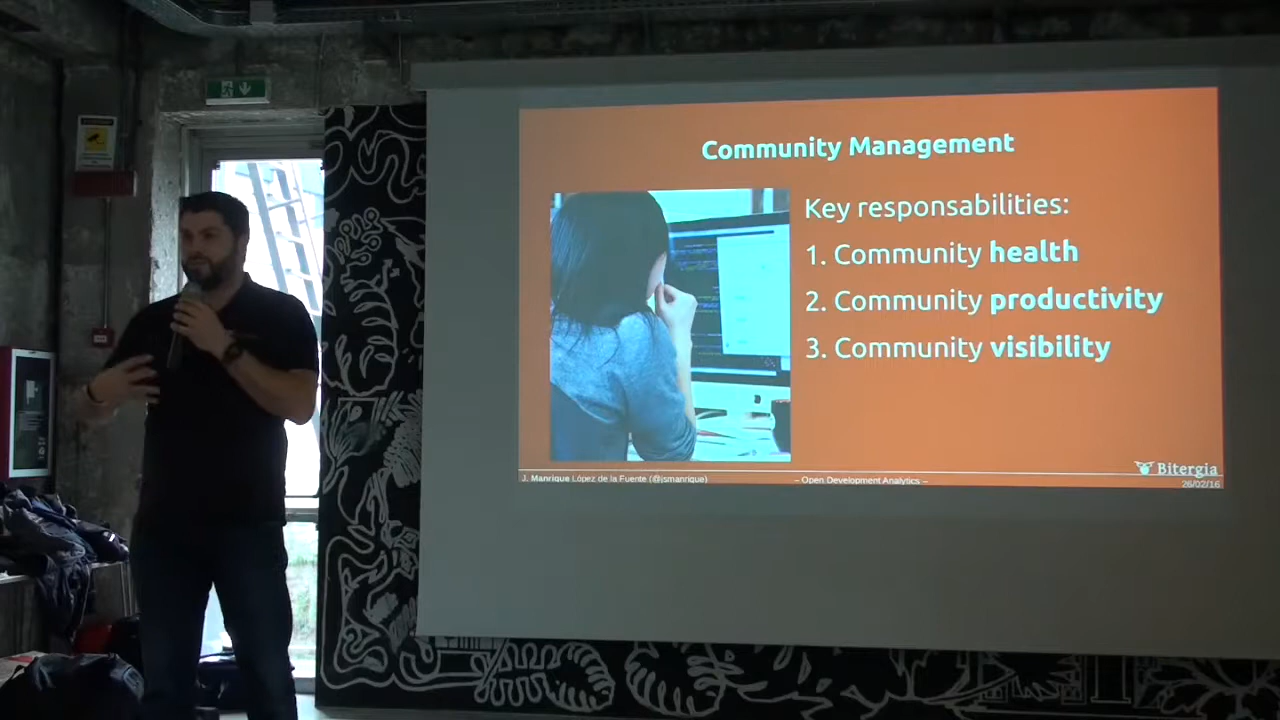 Community Management
Key responsabilities:
1. Community health
2. Community productivity
3. Community visibility
Bitergia
J. Manrique López de la Fuente (@jsmanrique)
– Open Development Analytics –
26/02/16